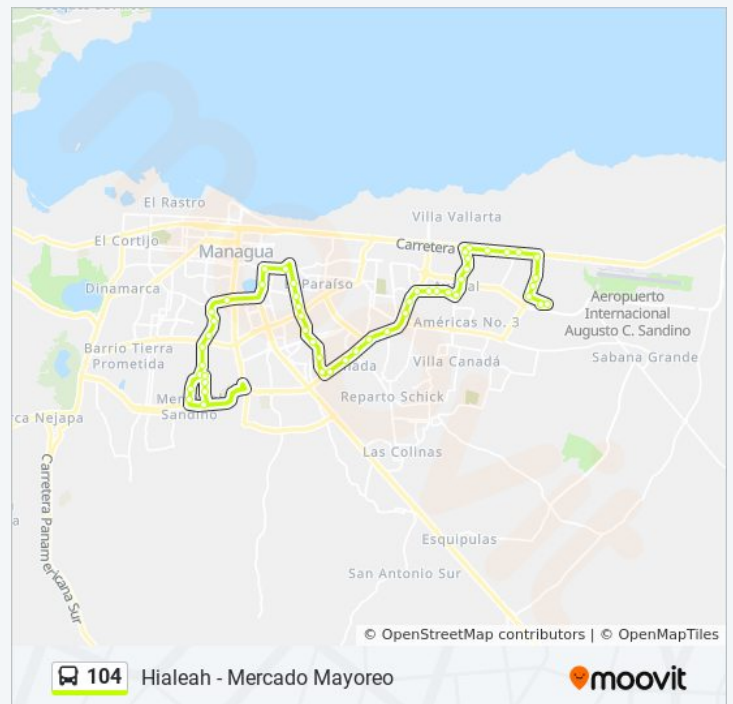 El Rastro
Villa Vallarta
El Cortijo
Carretera
Managua
Paraíso
Dinamarca
Aeropuerto
Internacional
Augusto C. Sandino
Américas No. 3
Barrio Tierra
Prometida
Villa Canadá
Sabana Grande
Reparto Schick
Sandino
rca Nejapa
Las Colinas
Carretera Panamericana Sur
Esquipulas
San Antonio Sur
© OpenStreetMap contributors | © OpenMapTiles
104 Hialeah - Mercado Mayoreo
moovit